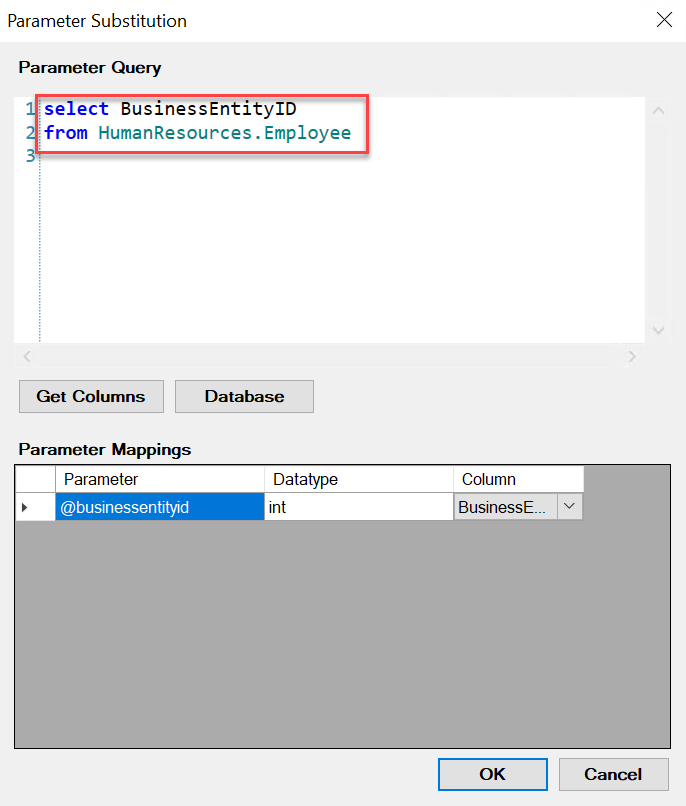 Parameter Substitution
Parameter Query
1 select BusinessEntityID
2 from HumanResources.Employee
3
Get Columns Database
Parameter Mappings
Parameter Datatype Column
@businessentityid int BusinessE...
OK Cancel